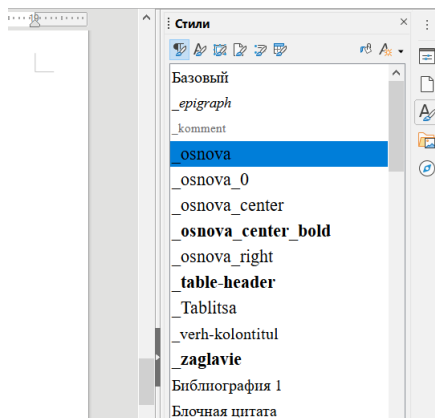 Стили
Базовый
_epigraph
_komment
_osnova
_osnova_0
_osnova_center
_osnova_center_bold
_osnova_right
_table-header
_Tablitsa
_verh-kolontitul
_zaglavie
Библиография 1
Блочная цитата